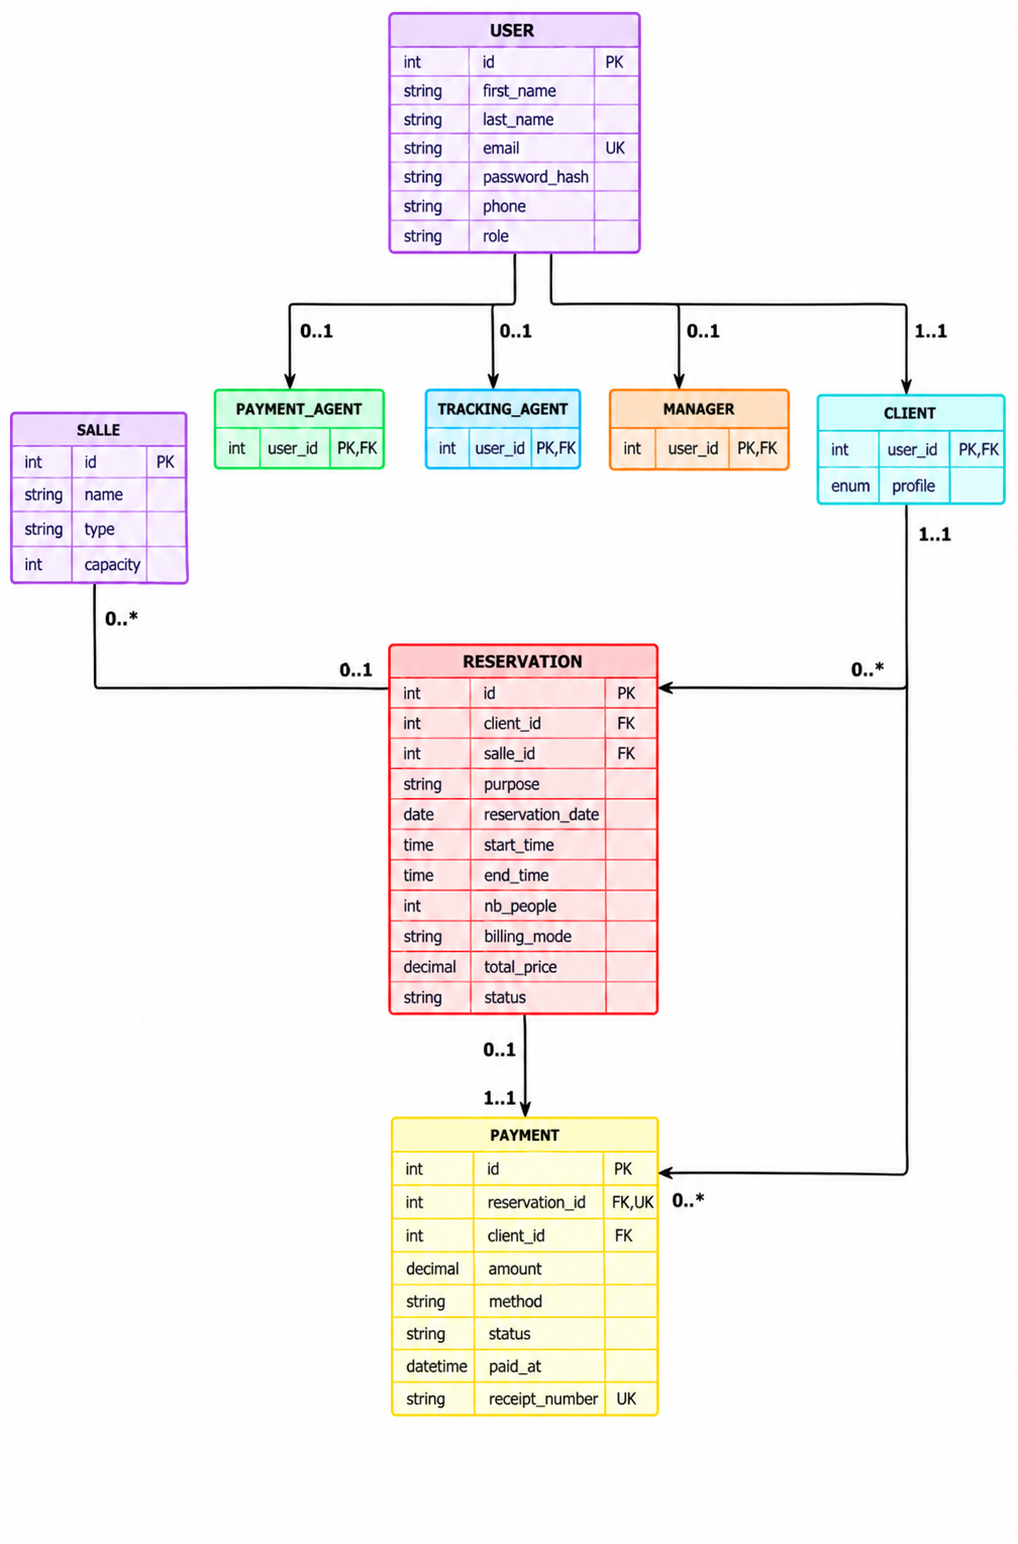 USER
int id PK
string first_name
string last_name
string email UK
string password_hash
string phone
string role
0..1 0..1 0..1 1..1
PAYMENT_AGENT
int user_id PK,FK
TRACKING_AGENT
int user_id PK,FK
MANAGER
int user_id PK,FK
CLIENT
int user_id PK,FK
enum profile
1..1
SALLE
int id PK
string name
string type
int capacity
0..*
0..1
0..*
RESERVATION
int id PK
int client_id FK
int salle_id FK
string purpose
date reservation_date
time start_time
time end_time
int nb_people
string billing_mode
decimal total_price
string status
0..1
1..1
PAYMENT
int id PK
int reservation_id FK,UK
int client_id FK
decimal amount
string method
string status
datetime paid_at
string receipt_number UK
0..*